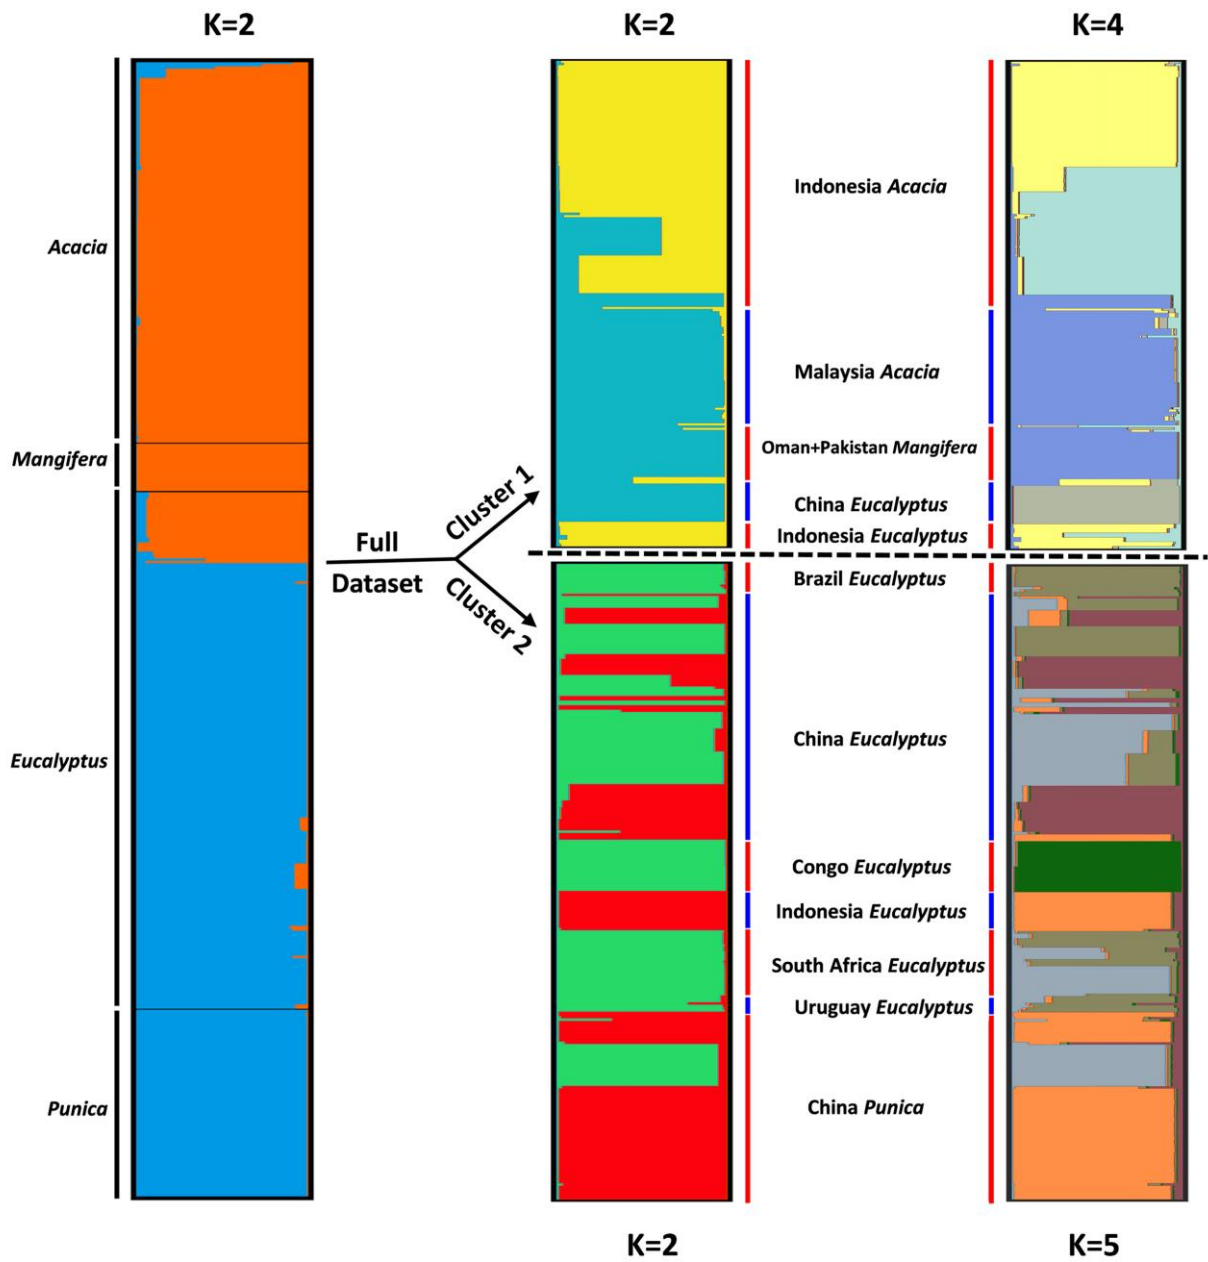 K=2
K=2
K=4
Acacia
Mangifera
Eucalyptus
Punica
Full
Dataset
Cluster 1
Cluster 2
Indonesia Acacia
Malaysia Acacia
Oman+Pakistan Mangifera
China Eucalyptus
Indonesia Eucalyptus
Brazil Eucalyptus
China Eucalyptus
Congo Eucalyptus
Indonesia Eucalyptus
South Africa Eucalyptus
Uruguay Eucalyptus
China Punica
K=2
K=5